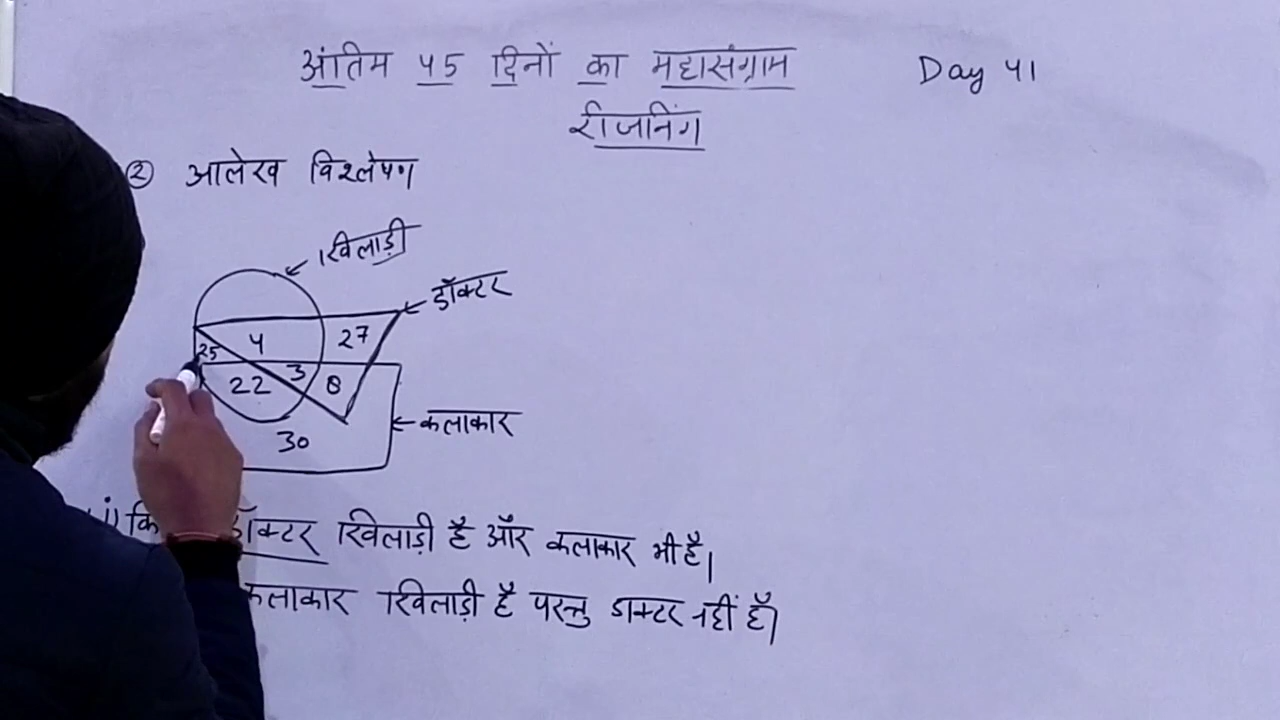 अंतिम 45 दिनों का महासंग्राम Day 41
रीजनिंग
② आलेख विश्लेषण
खिलाड़ी
डॉक्टर
4 27
25
22 3 8
कलाकार
30
i) डॉक्टर खिलाड़ी है और कलाकार भी है।
कलाकार खिलाड़ी है परन्तु डाक्टर नहीं है।